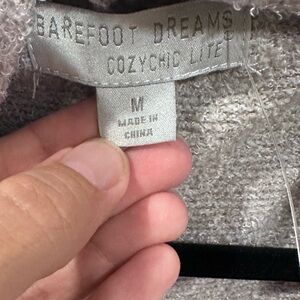 BAREFOOT DREAMS
COZYCHIC LITE
M
MADE IN
CHINA